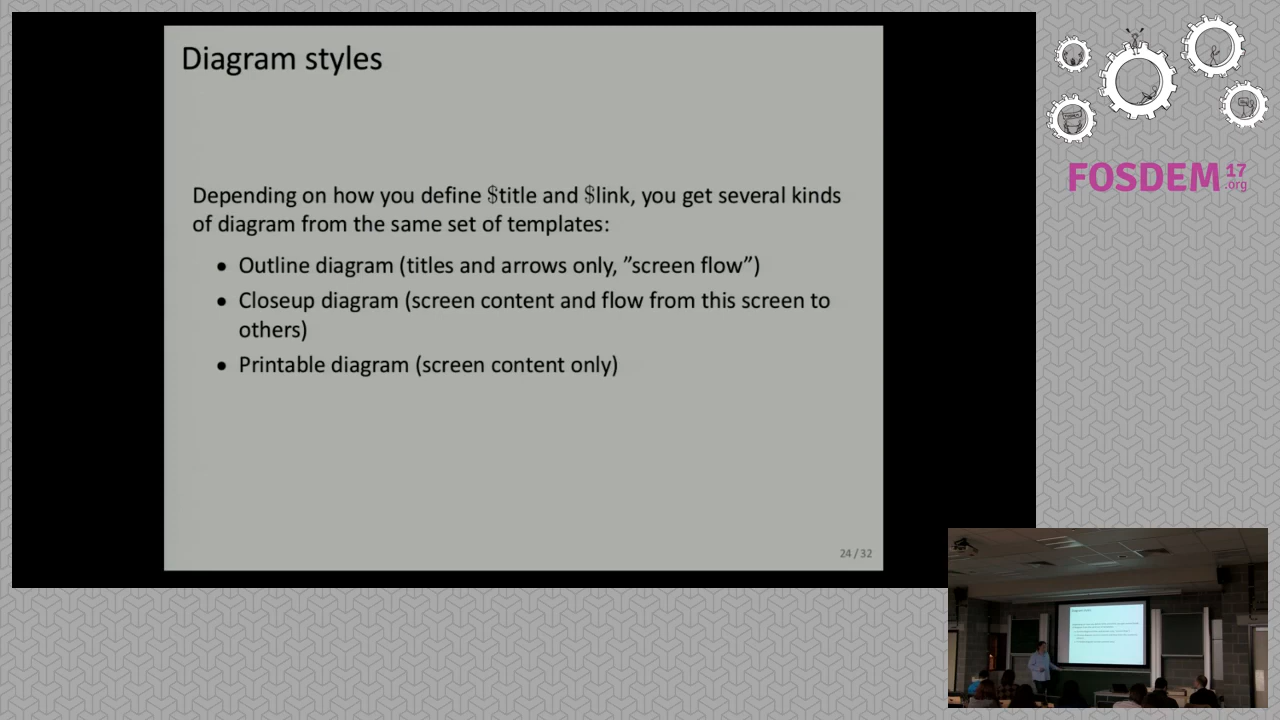 Diagram styles
Depending on how you define $title and $link, you get several kinds
of diagram from the same set of templates:
• Outline diagram (titles and arrows only, ”screen flow”)
• Closeup diagram (screen content and flow from this screen to
others)
• Printable diagram (screen content only)
24 / 32
FOSDEM 17
.org